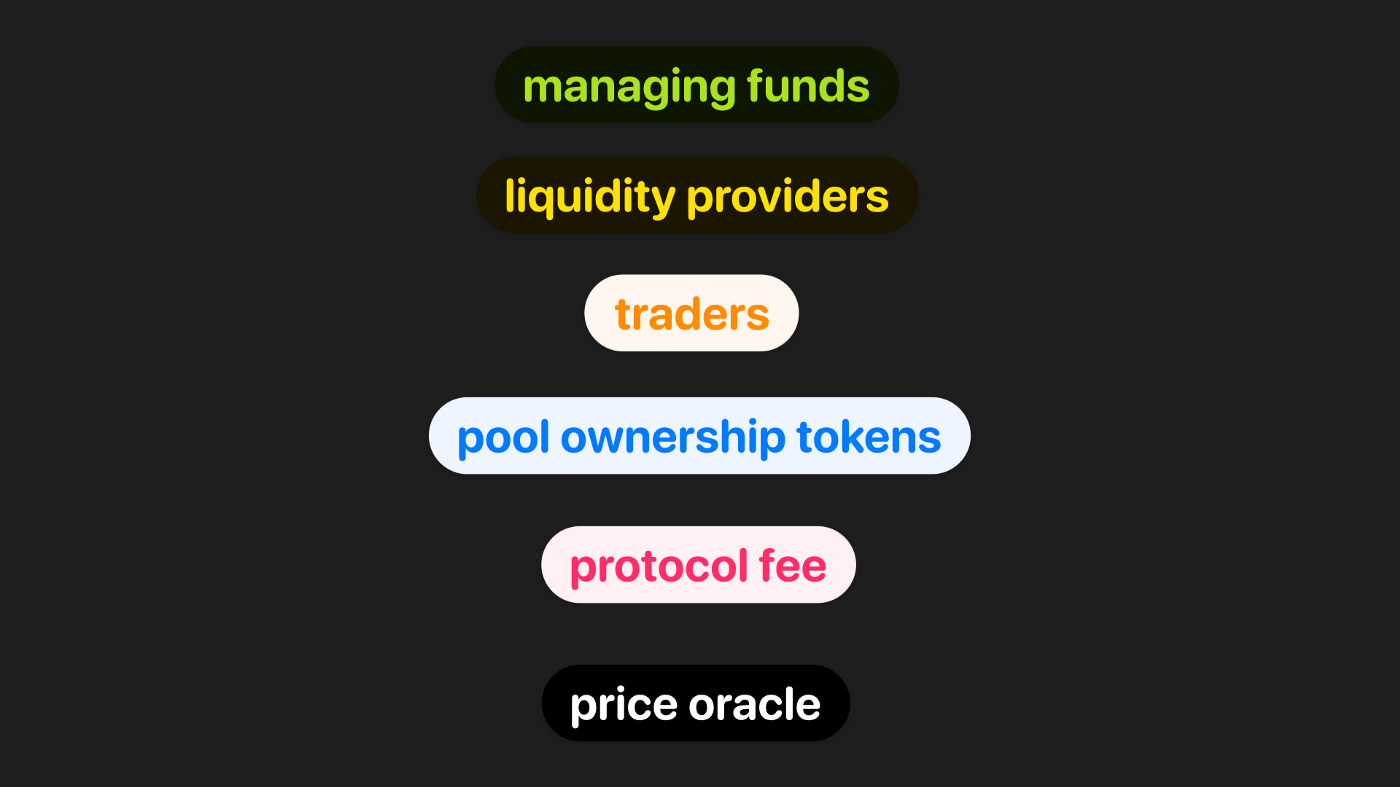 managing funds
liquidity providers
traders
pool ownership tokens
protocol fee
price oracle